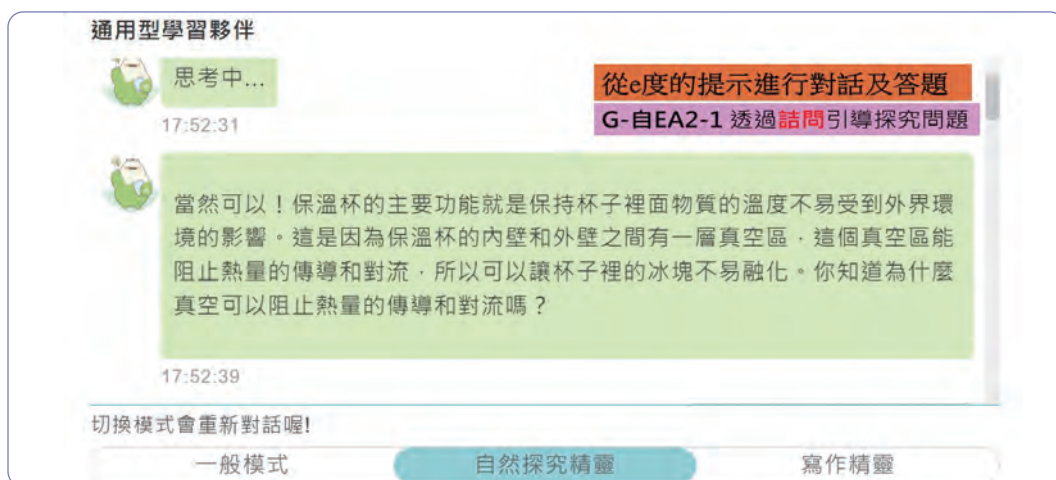 通用型學習夥伴
思考中...
從e度的提示進行對話及答題
17:52:31
G-自EA2-1 透過詰問引導探究問題
當然可以！保溫杯的主要功能就是保持杯子裡面物質的溫度不易受到外界環
境的影響。這是因為保溫杯的內壁和外壁之間有一層真空區，這個真空區能
阻止熱量的傳導和對流，所以可以讓杯子裡的冰塊不易融化。你知道為什麼
真空可以阻止熱量的傳導和對流嗎？
17:52:39
切換模式會重新對話喔!
一般模式
自然探究精靈
寫作精靈